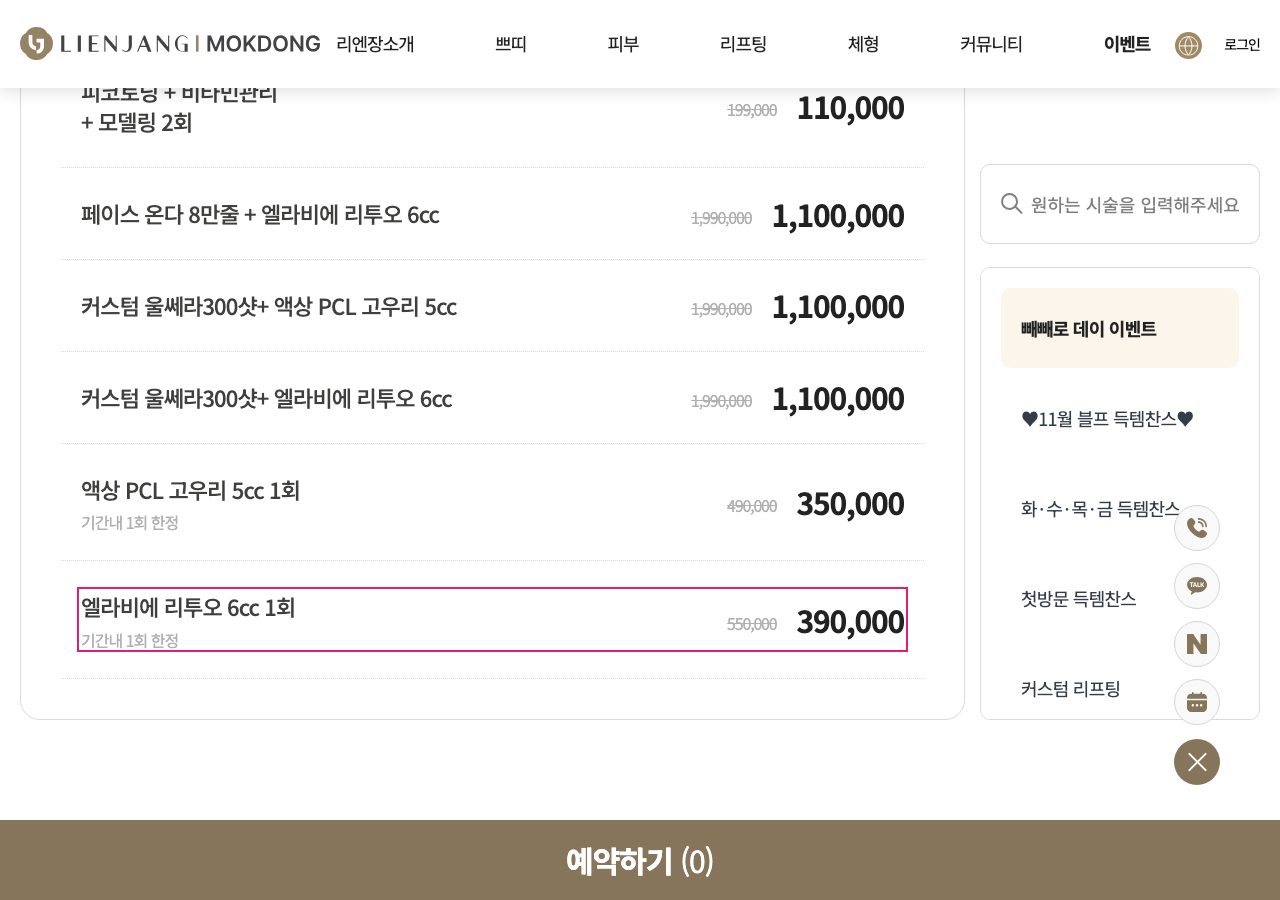 LIENJANG MOKDONG 리엔장소개 쁘띠 피부 리프팅 체형 커뮤니티 이벤트 로그인
피코토닝 + 비타민관리
+ 모델링 2회
199,000 110,000
페이스 온다 8만줄 + 엘라비에 리투오 6cc 1,990,000 1,100,000
커스텀 울쎄라300샷+ 액상 PCL 고우리 5cc 1,990,000 1,100,000
커스텀 울쎄라300샷+ 엘라비에 리투오 6cc 1,990,000 1,100,000
액상 PCL 고우리 5cc 1회
기간내 1회 한정
490,000 350,000
엘라비에 리투오 6cc 1회
기간내 1회 한정
550,000 390,000
원하는 시술을 입력해주세요
빼빼로 데이 이벤트
♥11월 블프 득템찬스♥
화·수·목·금 득템찬스
첫방문 득템찬스
커스텀 리프팅
TALK
N
예약하기 (0)